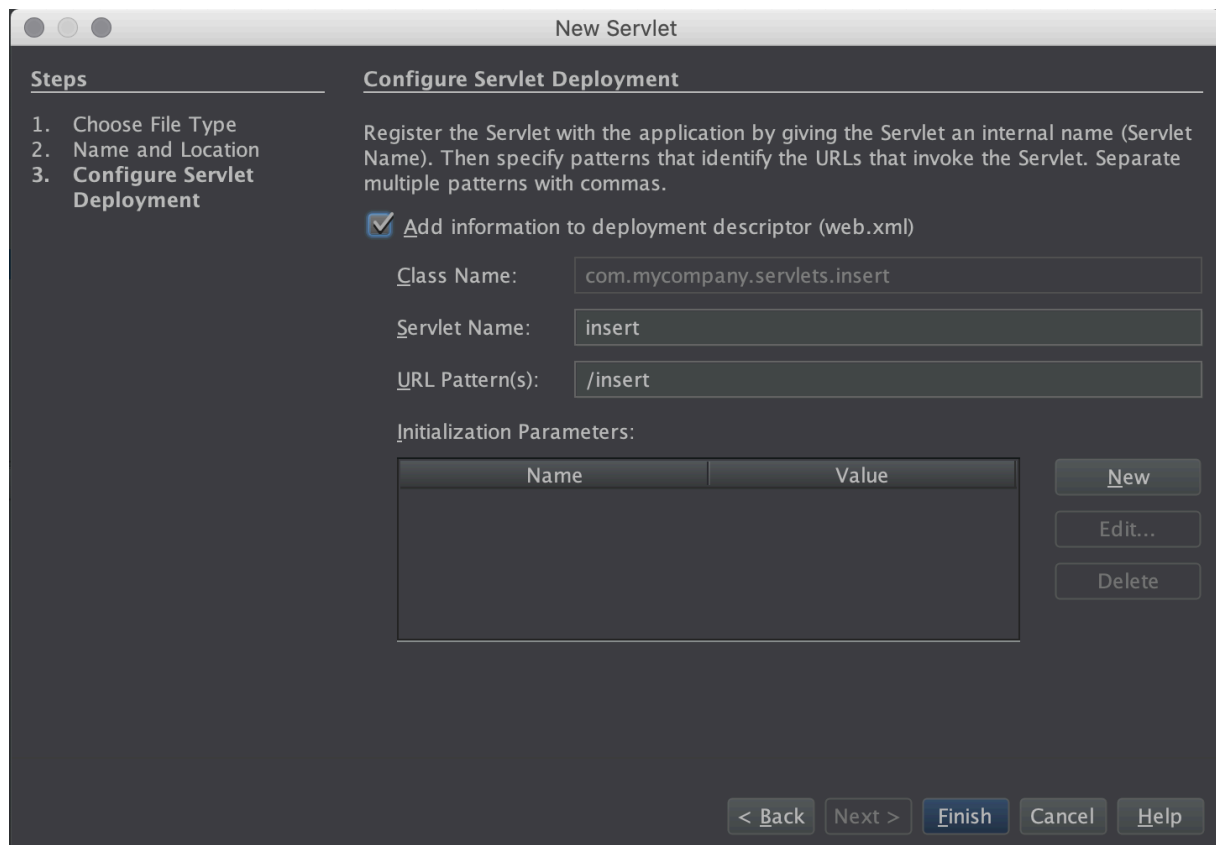 New Servlet
Steps
1. Choose File Type
2. Name and Location
3. Configure Servlet
Deployment
Configure Servlet Deployment
Register the Servlet with the application by giving the Servlet an internal name (Servlet
Name). Then specify patterns that identify the URLs that invoke the Servlet. Separate
multiple patterns with commas.
Add information to deployment descriptor (web.xml)
Class Name: com.mycompany.servlets.insert
Servlet Name: insert
URL Pattern(s): /insert
Initialization Parameters:
Name Value
New
Edit...
Delete
< Back Next > Finish Cancel Help